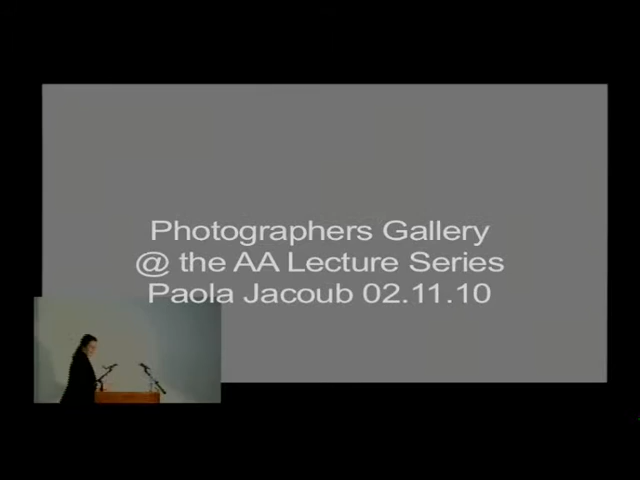 Photographers Gallery
@ the AA Lecture Series
Paola Jacoub 02.11.10